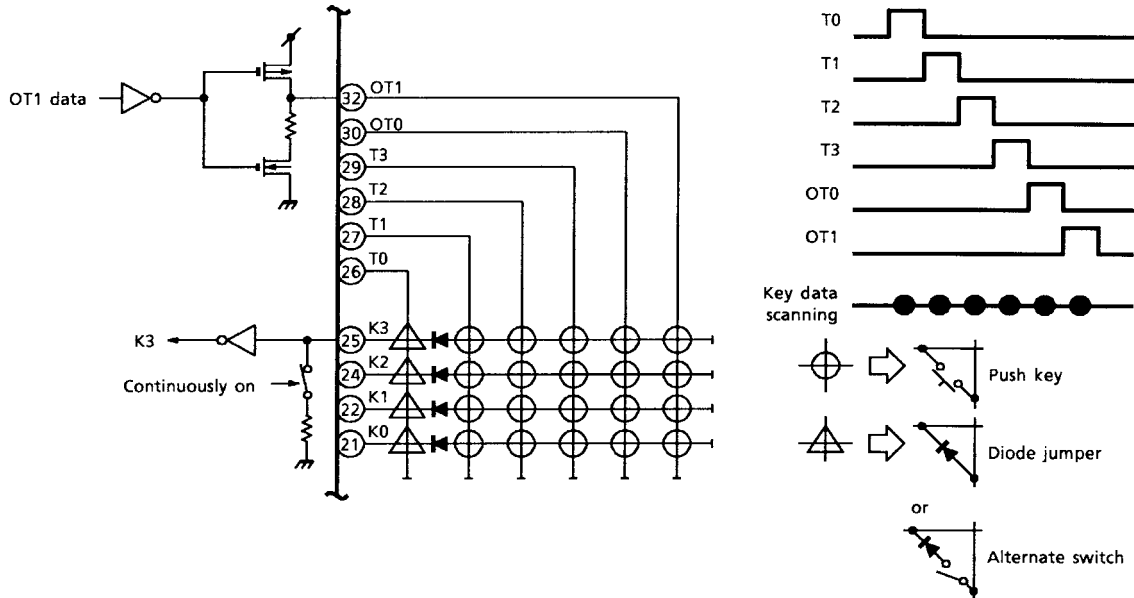 OT1 data
32 OT1
30 OT0
29 T3
28 T2
27 T1
26 T0
K3
25 K3
Continuously on
24 K2
22 K1
21 K0
T0
T1
T2
T3
OT0
OT1
Key data
scanning
Push key
Diode jumper
or
Alternate switch